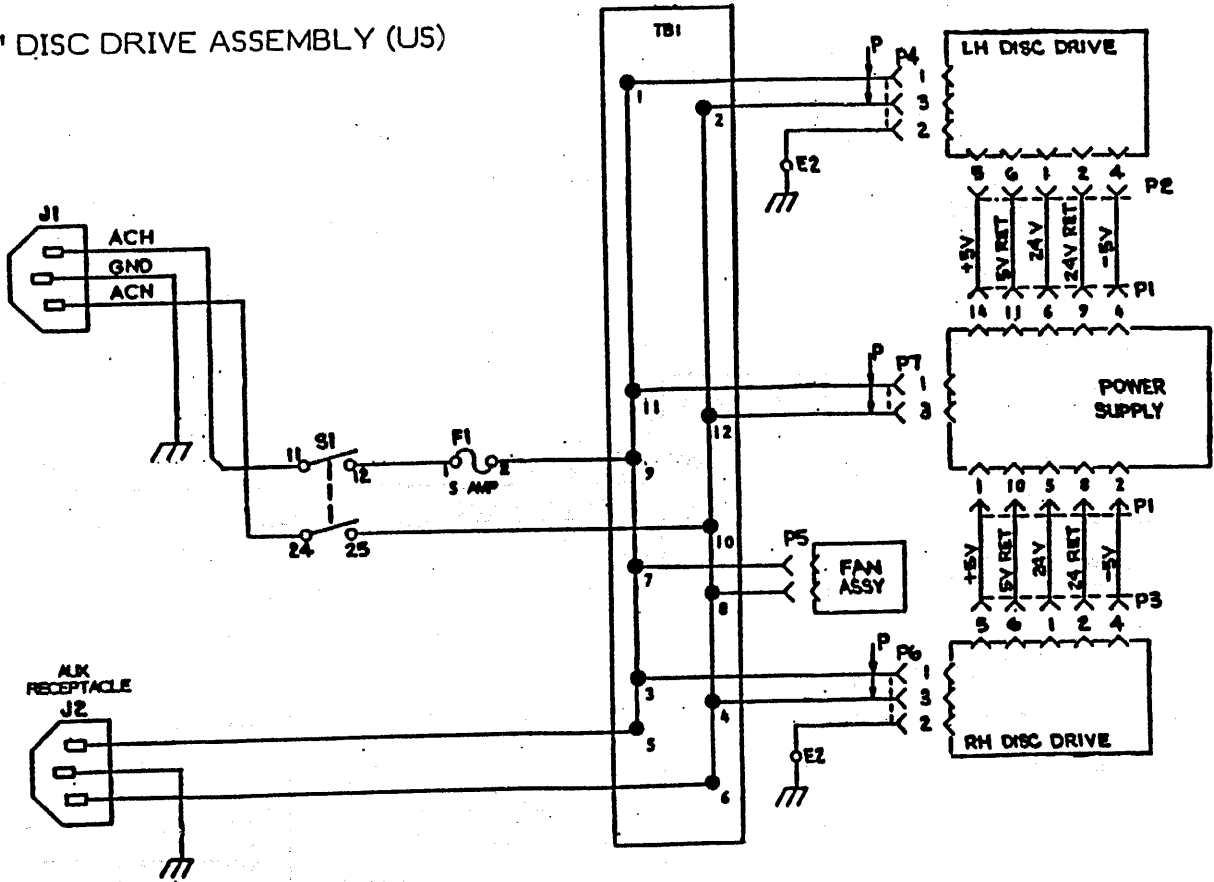 " DISC DRIVE ASSEMBLY (US)
TB1
1
2
P
P4
1
3
2
LH DISC DRIVE
E2
5 6 1 2 4
P2
+5V
5V RET
24V
24V RET
-5V
P1
14 11 6 9 4
J1
ACH
GND
ACN
P
P7
1
3
11
12
POWER
SUPPLY
11
S1
12
F1
1
2
5 AMP
9
24
25
10
1 10 5 8 2
P1
+5V
5V RET
24V
24 RET
-5V
P3
5 6 1 2 4
7
8
P5
FAN
ASSY
P
P6
1
3
2
3
4
E2
RH DISC DRIVE
AUX
RECEPTACLE
J2
5
6